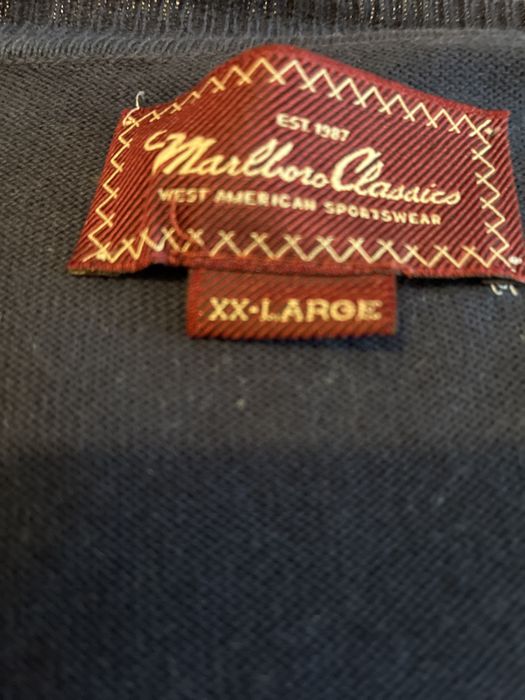 EST 1987
Marlboro Classics
WEST AMERICAN SPORTSWEAR
XX-LARGE